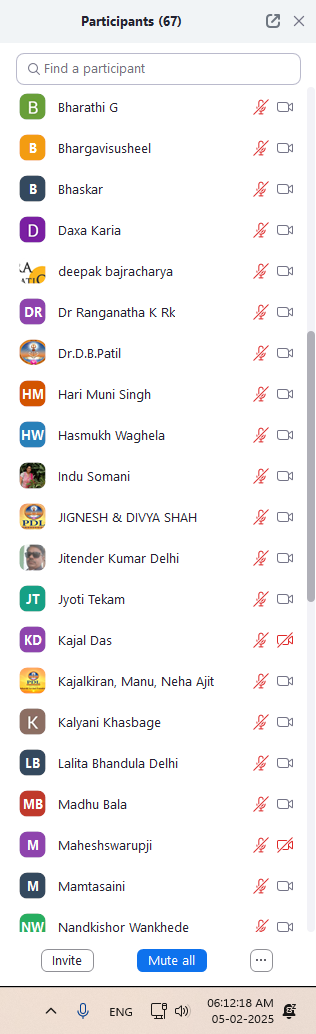 Participants (67)
Find a participant
B Bharathi G
B Bhargavisusheel
B Bhaskar
D Daxa Karia
deepak bajracharya
DR Dr Ranganatha K Rk
Dr.D.B.Patil
HM Hari Muni Singh
HW Hasmukh Waghela
Indu Somani
PDL JIGNESH & DIVYA SHAH
Jitender Kumar Delhi
JT Jyoti Tekam
KD Kajal Das
PDL Kajalkiran, Manu, Neha Ajit
K Kalyani Khasbage
LB Lalita Bhandula Delhi
MB Madhu Bala
M Maheshswarupji
M Mamtasaini
NW Nandkishor Wankhede
Invite Mute all ...
ENG 06:12:18 AM
05-02-2025